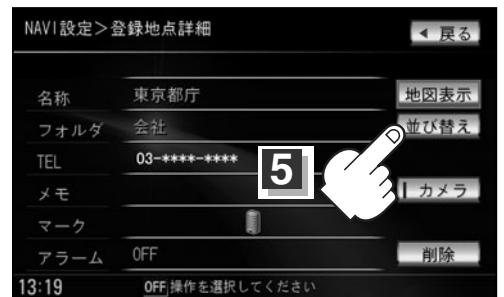 NAVI設定＞登録地点詳細
◀ 戻る
名称 東京都庁 地図表示
フォルダ 会社 並び替え
TEL 03-****-****
5
メモ カメラ
マーク
アラーム OFF 削除
13:19 OFF 操作を選択してください